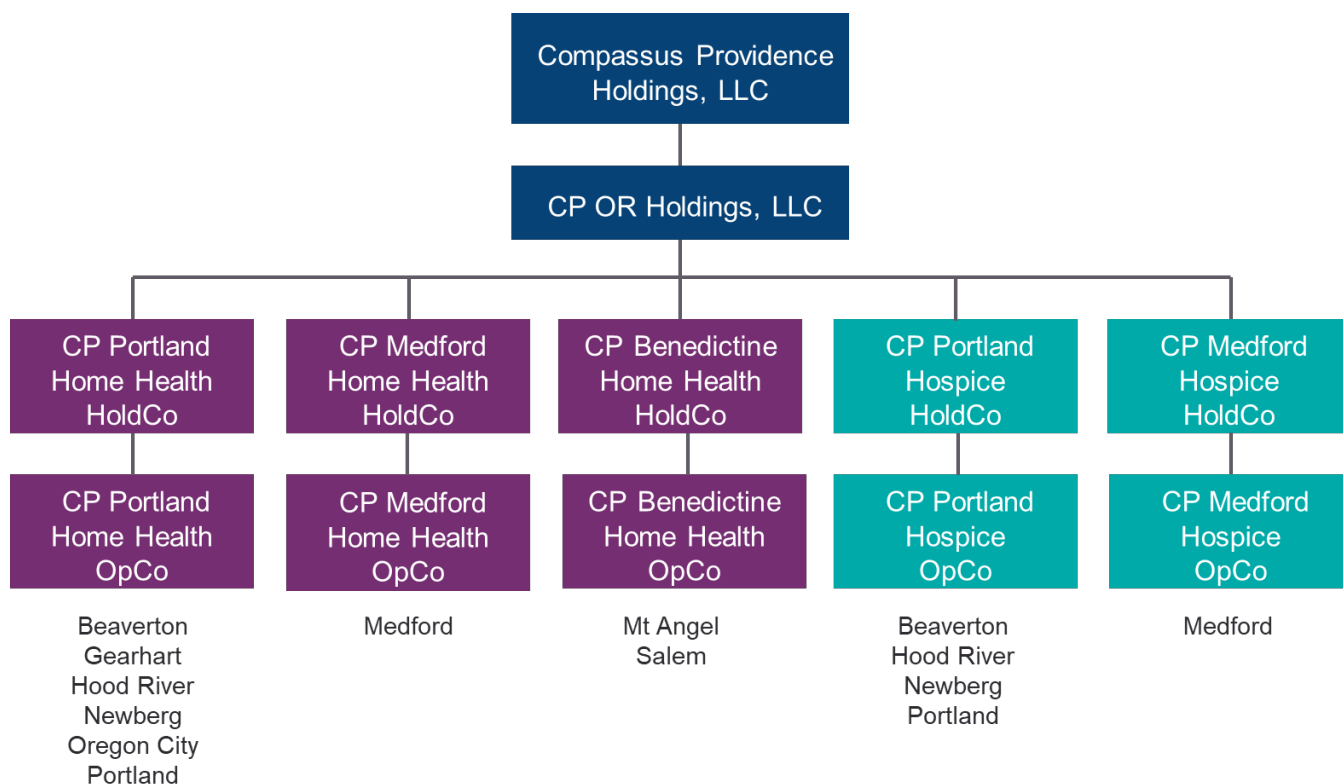 Compassus Providence
Holdings, LLC
CP OR Holdings, LLC
CP Portland
Home Health
HoldCo
CP Medford
Home Health
HoldCo
CP Benedictine
Home Health
HoldCo
CP Portland
Hospice
HoldCo
CP Medford
Hospice
HoldCo
CP Portland
Home Health
OpCo
CP Medford
Home Health
OpCo
CP Benedictine
Home Health
OpCo
CP Portland
Hospice
OpCo
CP Medford
Hospice
OpCo
Beaverton
Gearhart
Hood River
Newberg
Oregon City
Portland
Medford
Mt Angel
Salem
Beaverton
Hood River
Newberg
Portland
Medford